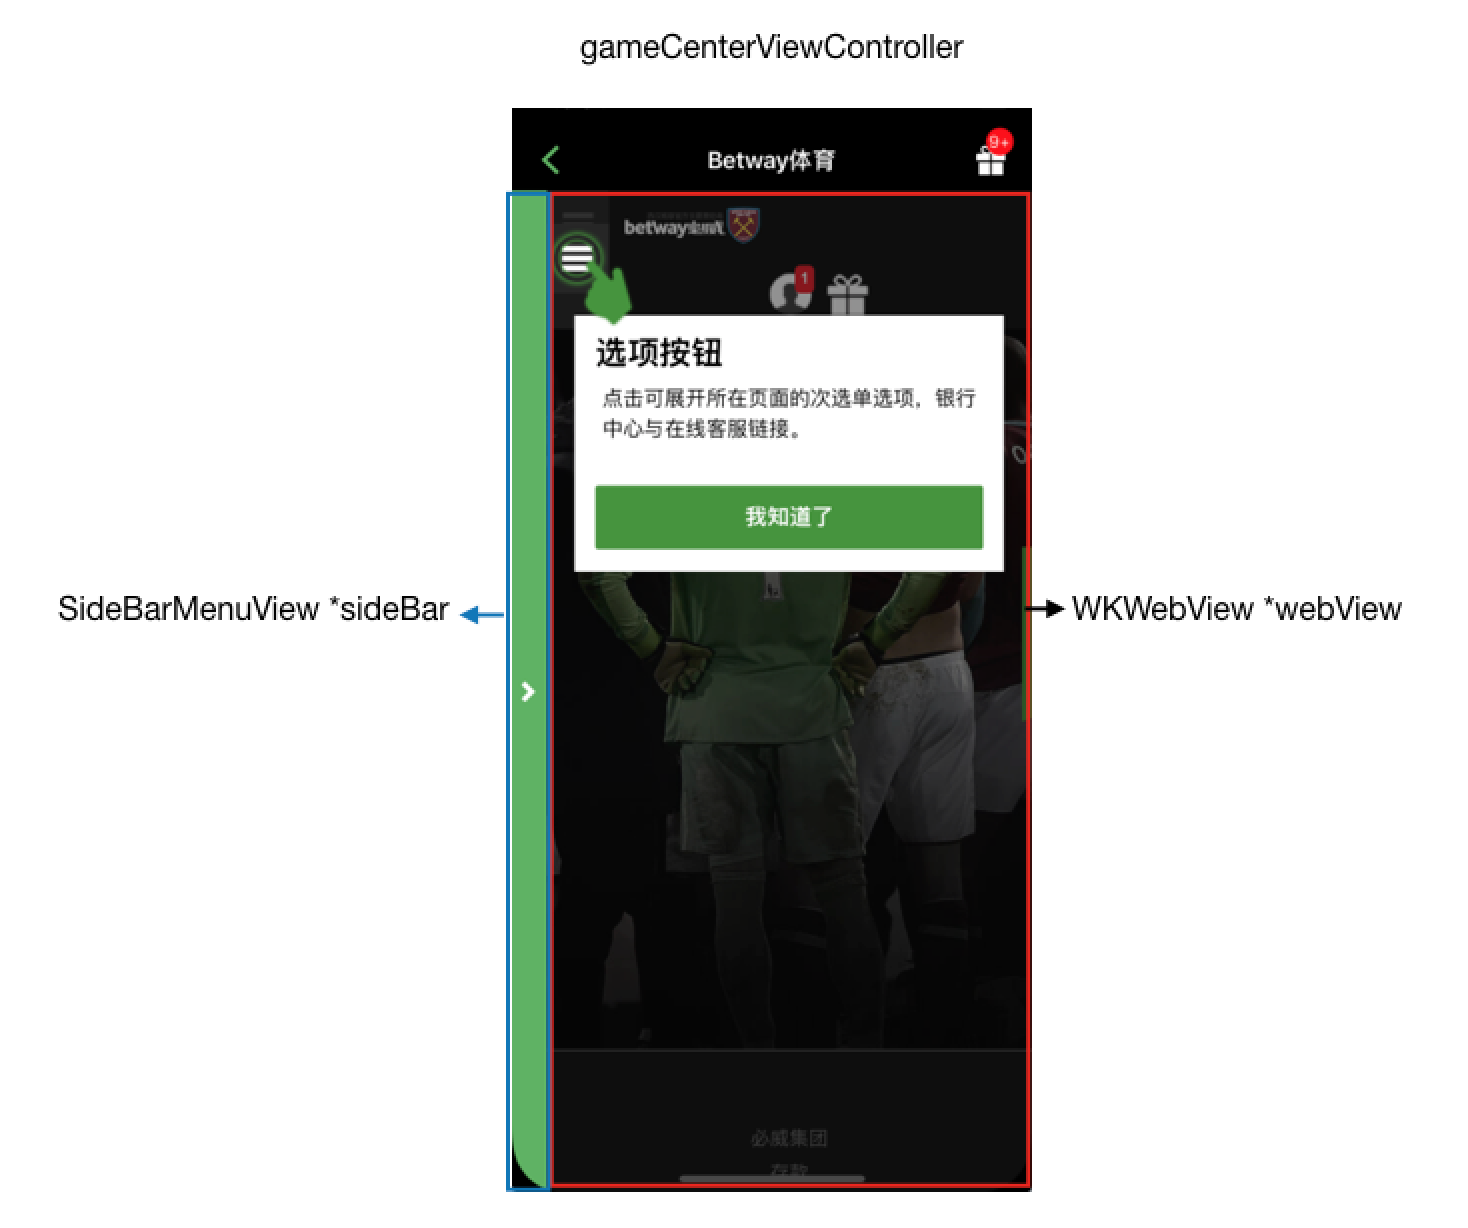 gameCenterViewController
Betway体育
9+
betway
1
选项按钮
点击可展开所在页面的次选单选项，银行
中心与在线客服链接。
我知道了
SideBarMenuView *sideBar
WKWebView *webView
必威集团
存款